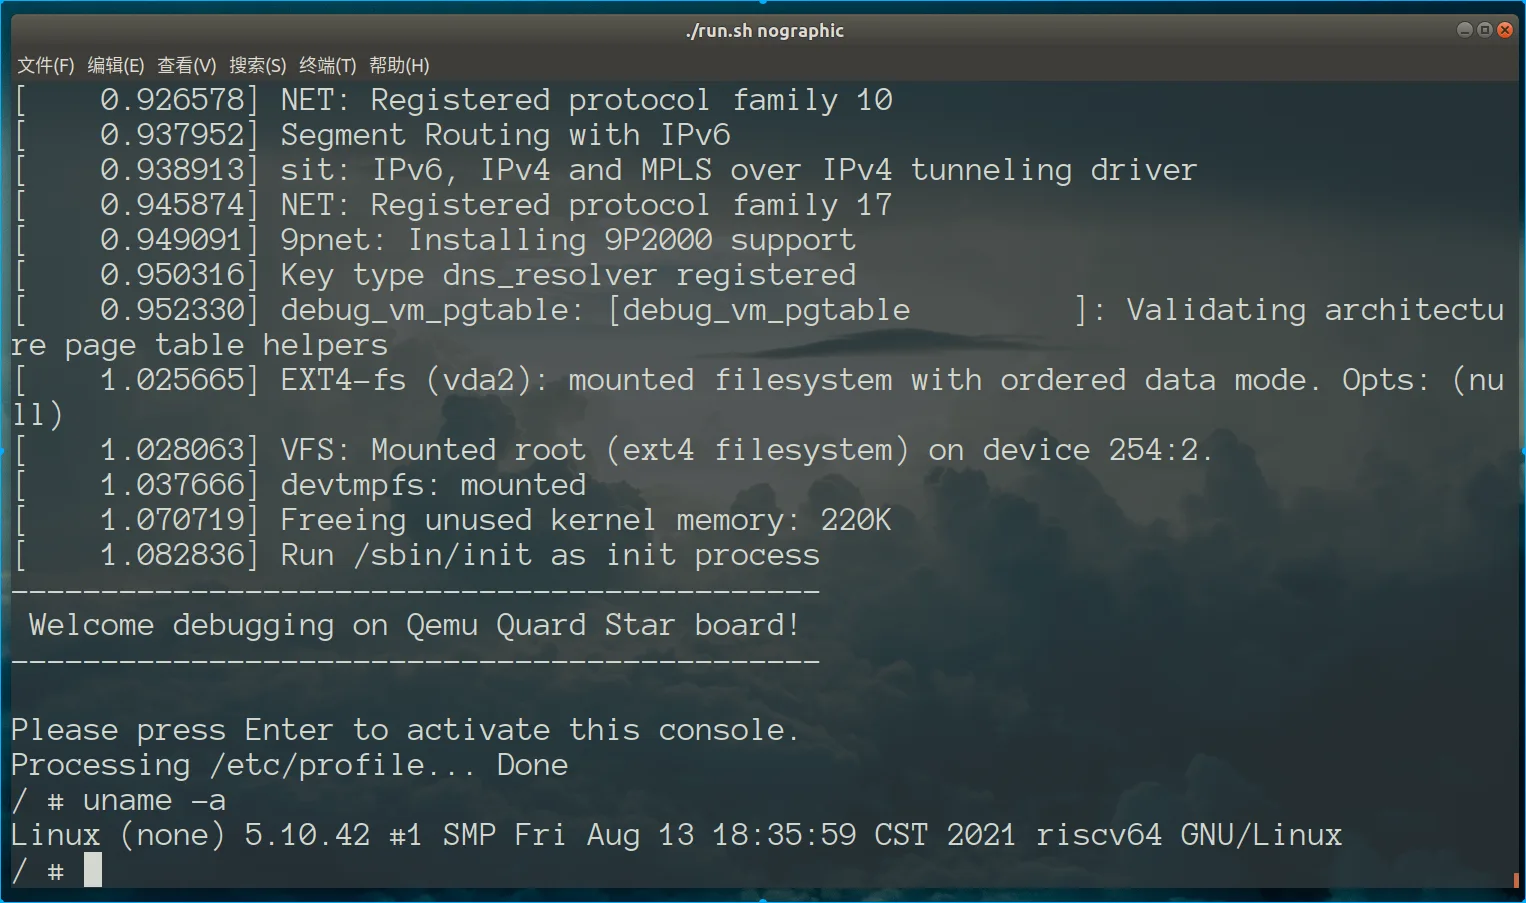 ./run.sh nographic
文件(F) 编辑(E) 查看(V) 搜索(S) 终端(T) 帮助(H)
[    0.926578] NET: Registered protocol family 10
[    0.937952] Segment Routing with IPv6
[    0.938913] sit: IPv6, IPv4 and MPLS over IPv4 tunneling driver
[    0.945874] NET: Registered protocol family 17
[    0.949091] 9pnet: Installing 9P2000 support
[    0.950316] Key type dns_resolver registered
[    0.952330] debug_vm_pgtable: [debug_vm_pgtable         ]: Validating architectu
re page table helpers
[    1.025665] EXT4-fs (vda2): mounted filesystem with ordered data mode. Opts: (nu
ll)
[    1.028063] VFS: Mounted root (ext4 filesystem) on device 254:2.
[    1.037666] devtmpfs: mounted
[    1.070719] Freeing unused kernel memory: 220K
[    1.082836] Run /sbin/init as init process
---------------------------------------------
 Welcome debugging on Qemu Quard Star board!
---------------------------------------------
Please press Enter to activate this console.
Processing /etc/profile... Done
/ # uname -a
Linux (none) 5.10.42 #1 SMP Fri Aug 13 18:35:59 CST 2021 riscv64 GNU/Linux
/ #